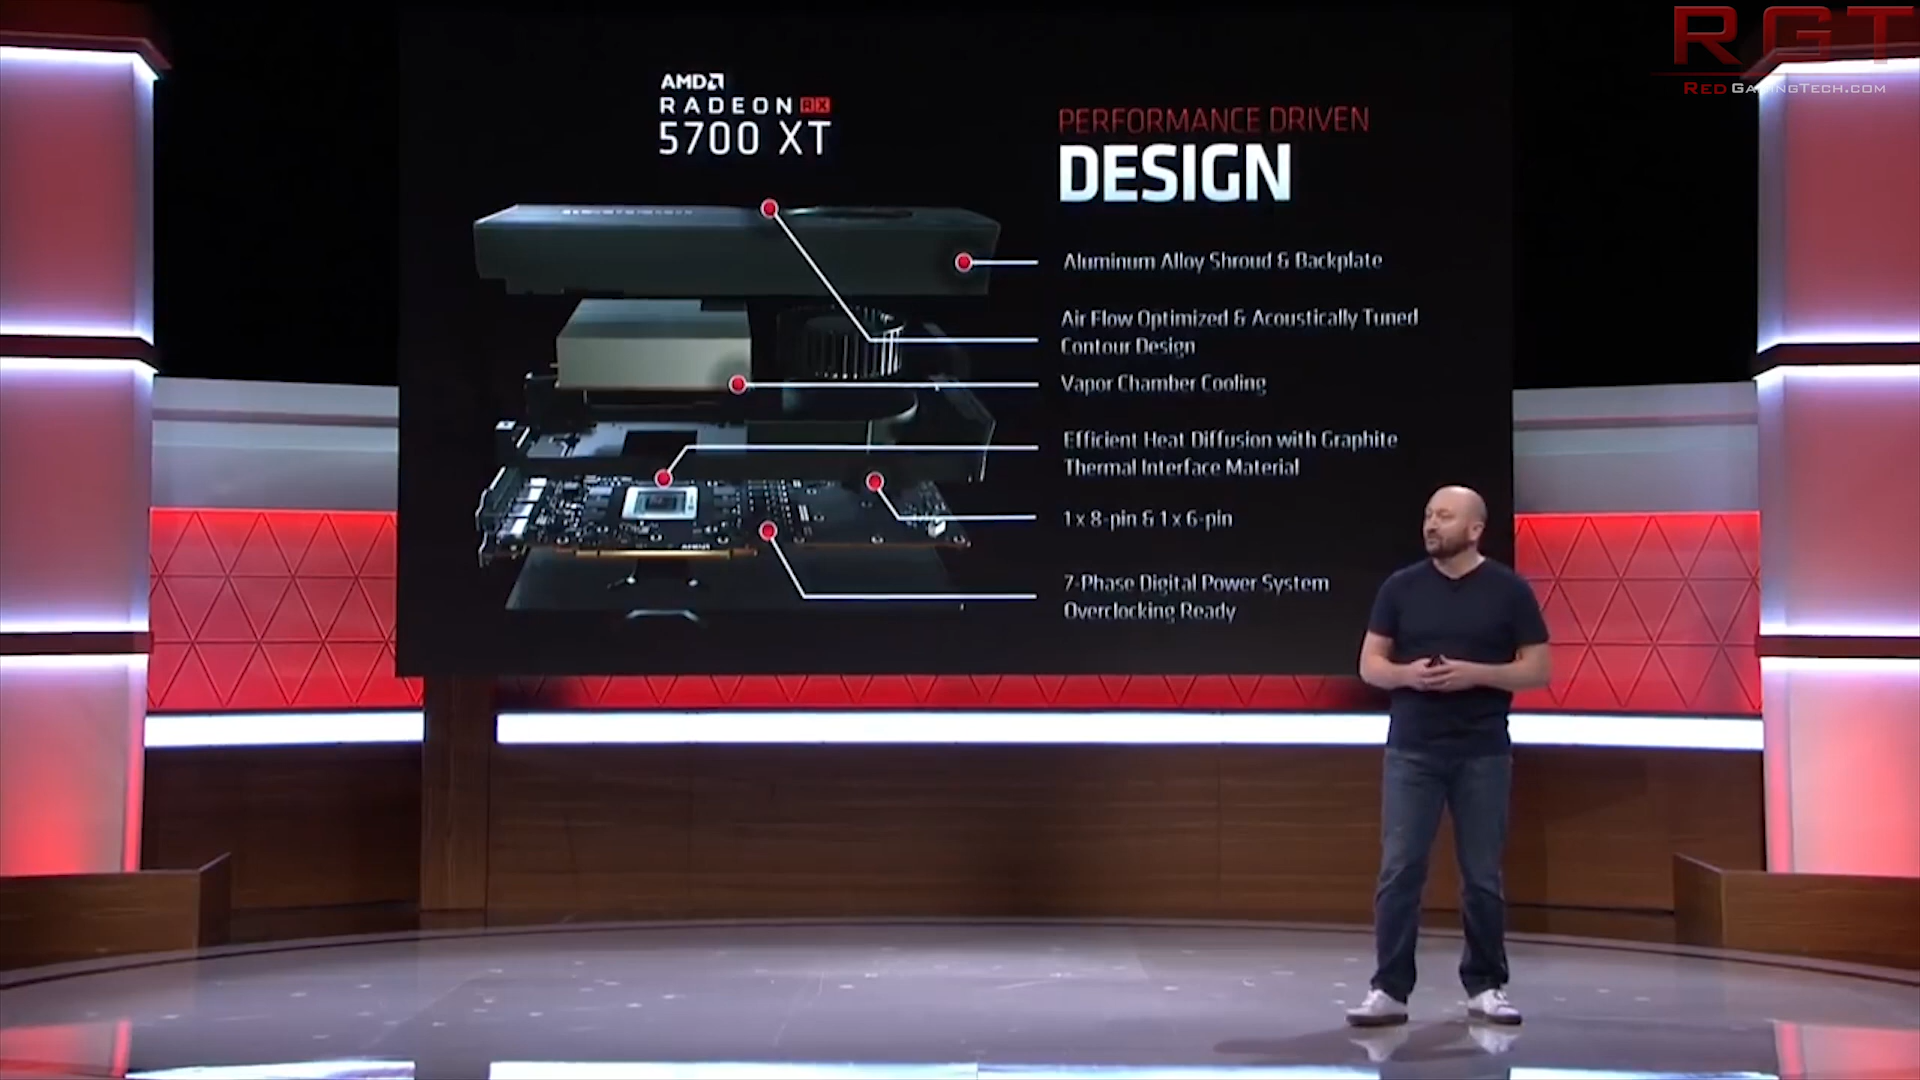 RGT
RedGamingTech.com
AMD
RADEON RX
5700 XT
PERFORMANCE DRIVEN
DESIGN
Aluminum Alloy Shroud & Backplate
Air Flow Optimized & Acoustically Tuned
Contour Design
Vapor Chamber Cooling
Efficient Heat Diffusion with Graphite
Thermal Interface Material
1 x 8-pin & 1 x 6-pin
7-Phase Digital Power System
Overclocking Ready